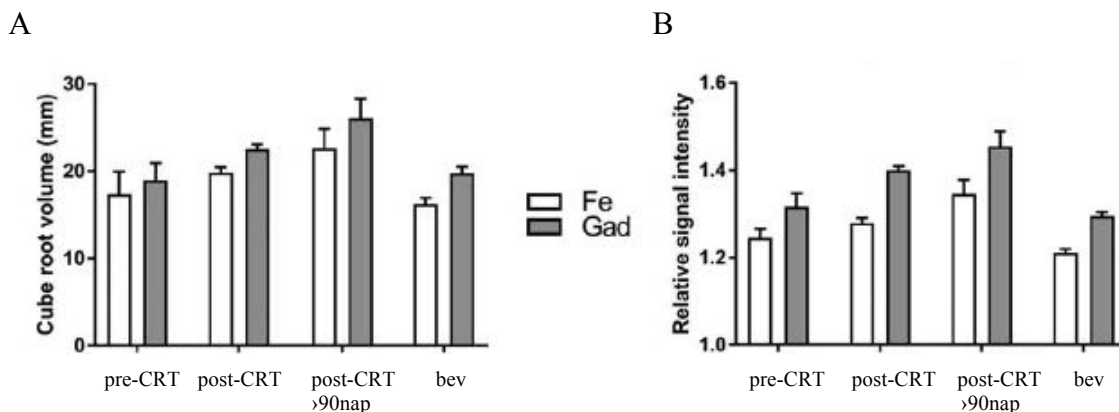 A
Cube root volume (mm)
30
20
10
0
pre-CRT
post-CRT
post-CRT
›90nap
bev
Fe
Gad
B
Relative signal intensity
1.6
1.4
1.2
1.0
pre-CRT
post-CRT
post-CRT
›90nap
bev